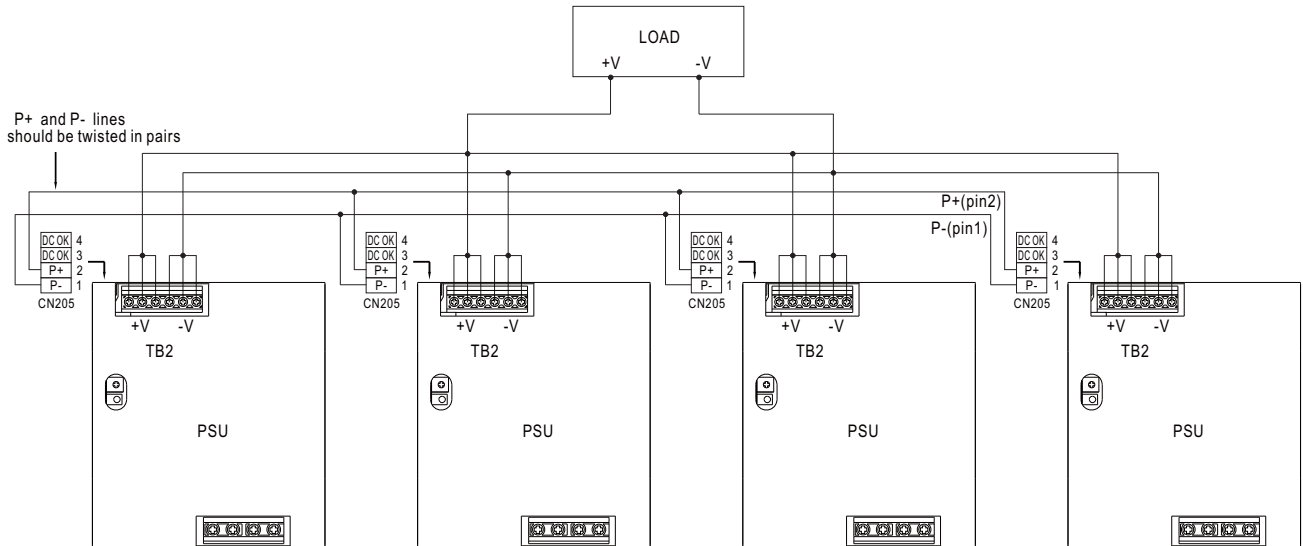 LOAD
+V -V
P+ and P- lines
should be twisted in pairs
P+(pin2)
P-(pin1)
DC OK 4
DC OK 3
P+ 2
P- 1
CN205
DC OK 4
DC OK 3
P+ 2
P- 1
CN205
DC OK 4
DC OK 3
P+ 2
P- 1
CN205
DC OK 4
DC OK 3
P+ 2
P- 1
CN205
+V -V
TB2
PSU
+V -V
TB2
PSU
+V -V
TB2
PSU
+V -V
TB2
PSU